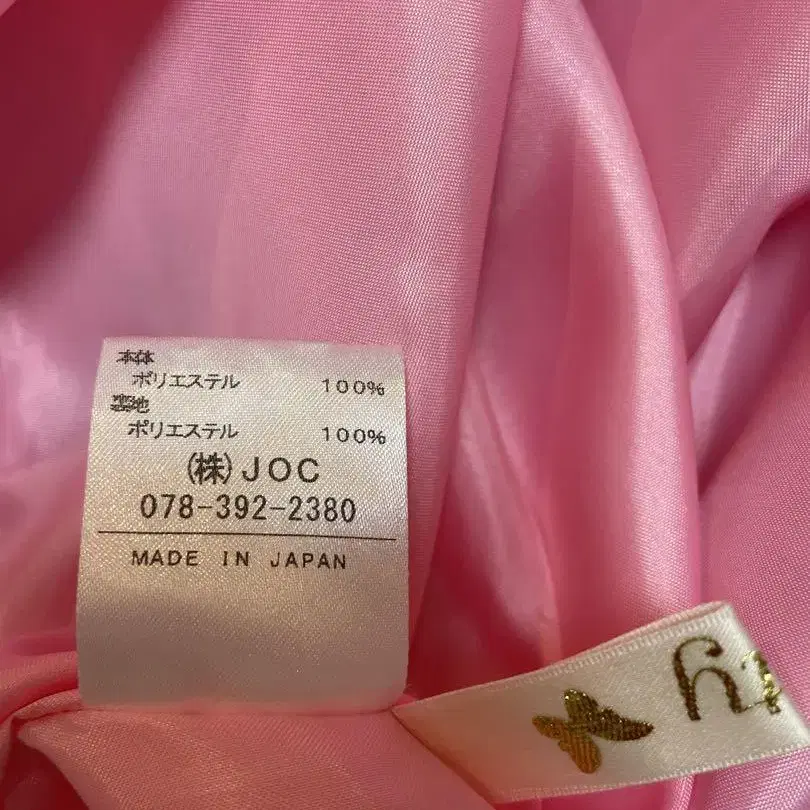 本体
ポリエステル 100%
裏地
ポリエステル 100%
(株)JOC
078-392-2380
MADE IN JAPAN
ty